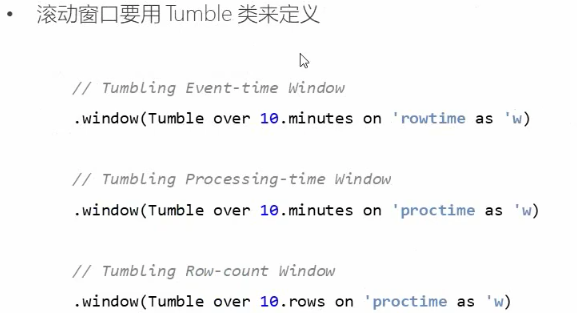 • 滚动窗口要用 Tumble 类来定义
// Tumbling Event-time Window
.window(Tumble over 10.minutes on 'rowtime as 'w)
// Tumbling Processing-time Window
.window(Tumble over 10.minutes on 'proctime as 'w)
// Tumbling Row-count Window
.window(Tumble over 10.rows on 'proctime as 'w)